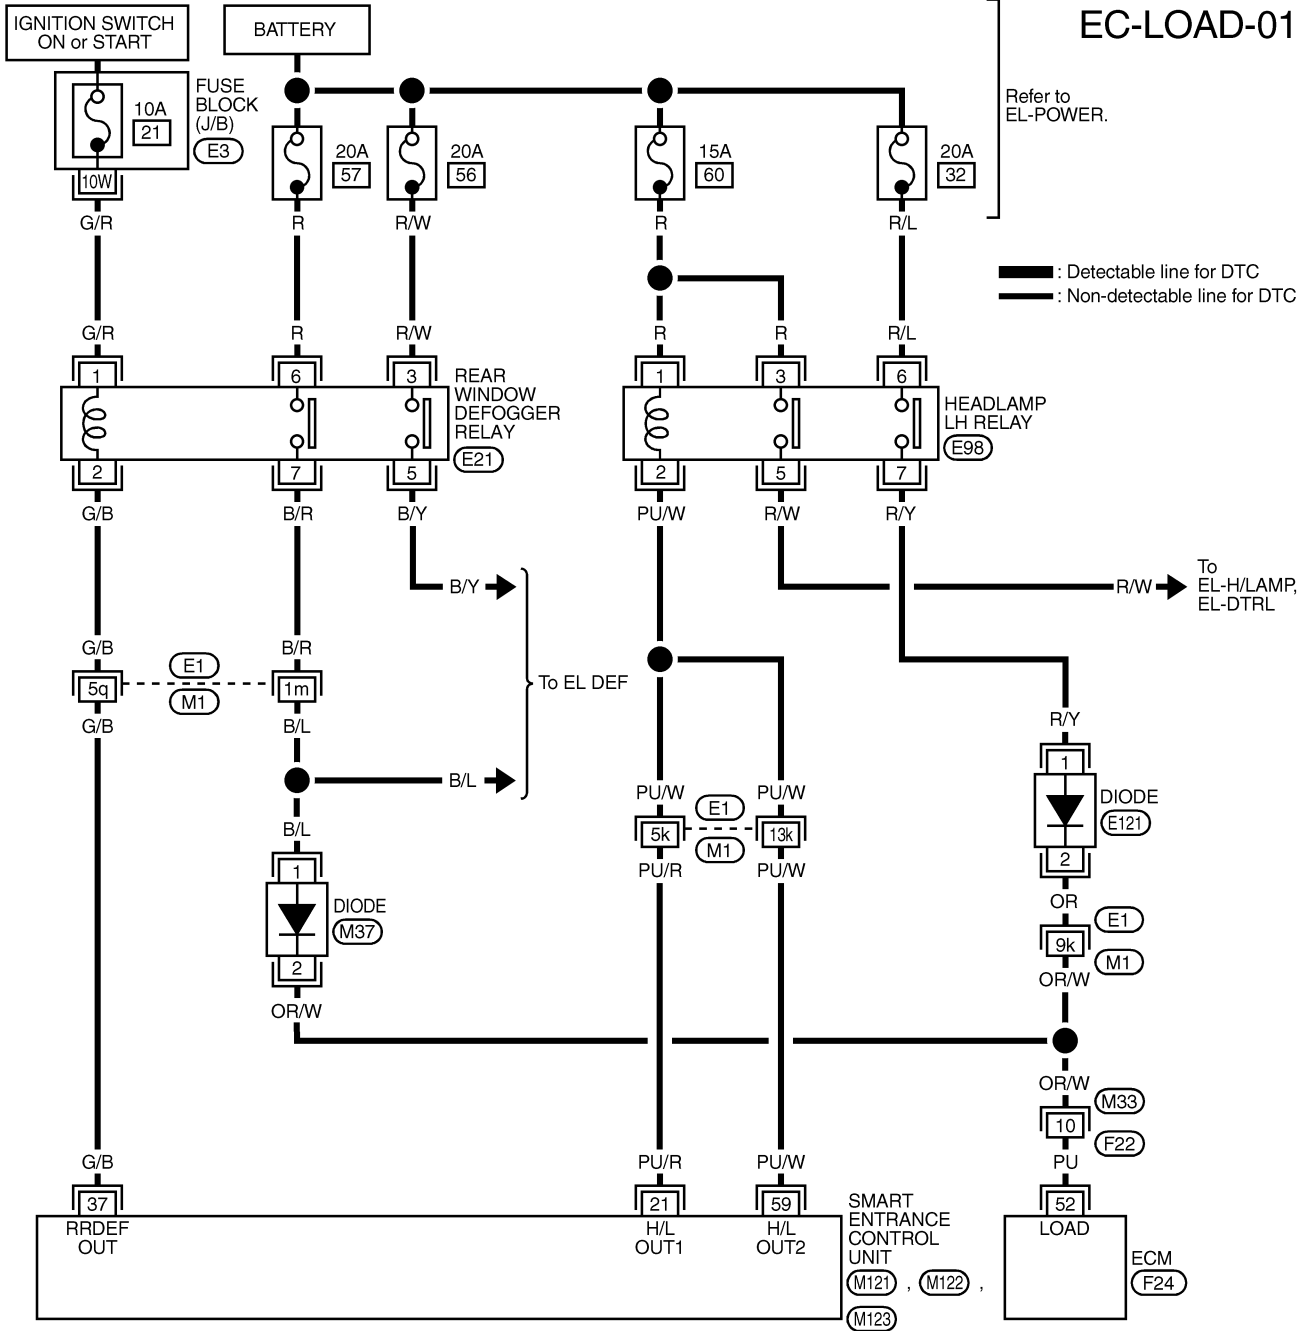 EC-LOAD-01
IGNITION SWITCH
ON or START
BATTERY
FUSE
BLOCK
(J/B)
E3
10A
21
10W
20A
57
20A
56
15A
60
20A
32
Refer to
EL-POWER.
G/R
R
R/W
R
R/L
: Detectable line for DTC
: Non-detectable line for DTC
G/R
R
R/W
R
R
R/L
1
6
3
1
3
6
REAR
WINDOW
DEFOGGER
RELAY
E21
HEADLAMP
LH RELAY
E98
2
7
5
2
5
7
G/B
B/R
B/Y
PU/W
R/W
R/Y
B/Y
R/W
To
EL-H/LAMP,
EL-DTRL
G/B
B/R
E1
5q
1m
M1
To EL DEF
G/B
B/L
R/Y
B/L
1
DIODE
E121
2
PU/W
PU/W
E1
5k
13k
M1
PU/R
PU/W
B/L
1
DIODE
M37
2
OR/W
OR
E1
9k
M1
OR/W
OR/W
M33
10
F22
G/B
PU/R
PU/W
PU
37
21
59
52
RRDEF
OUT
H/L
OUT1
H/L
OUT2
LOAD
SMART
ENTRANCE
CONTROL
UNIT
M121 , M122 ,
M123
ECM
F24